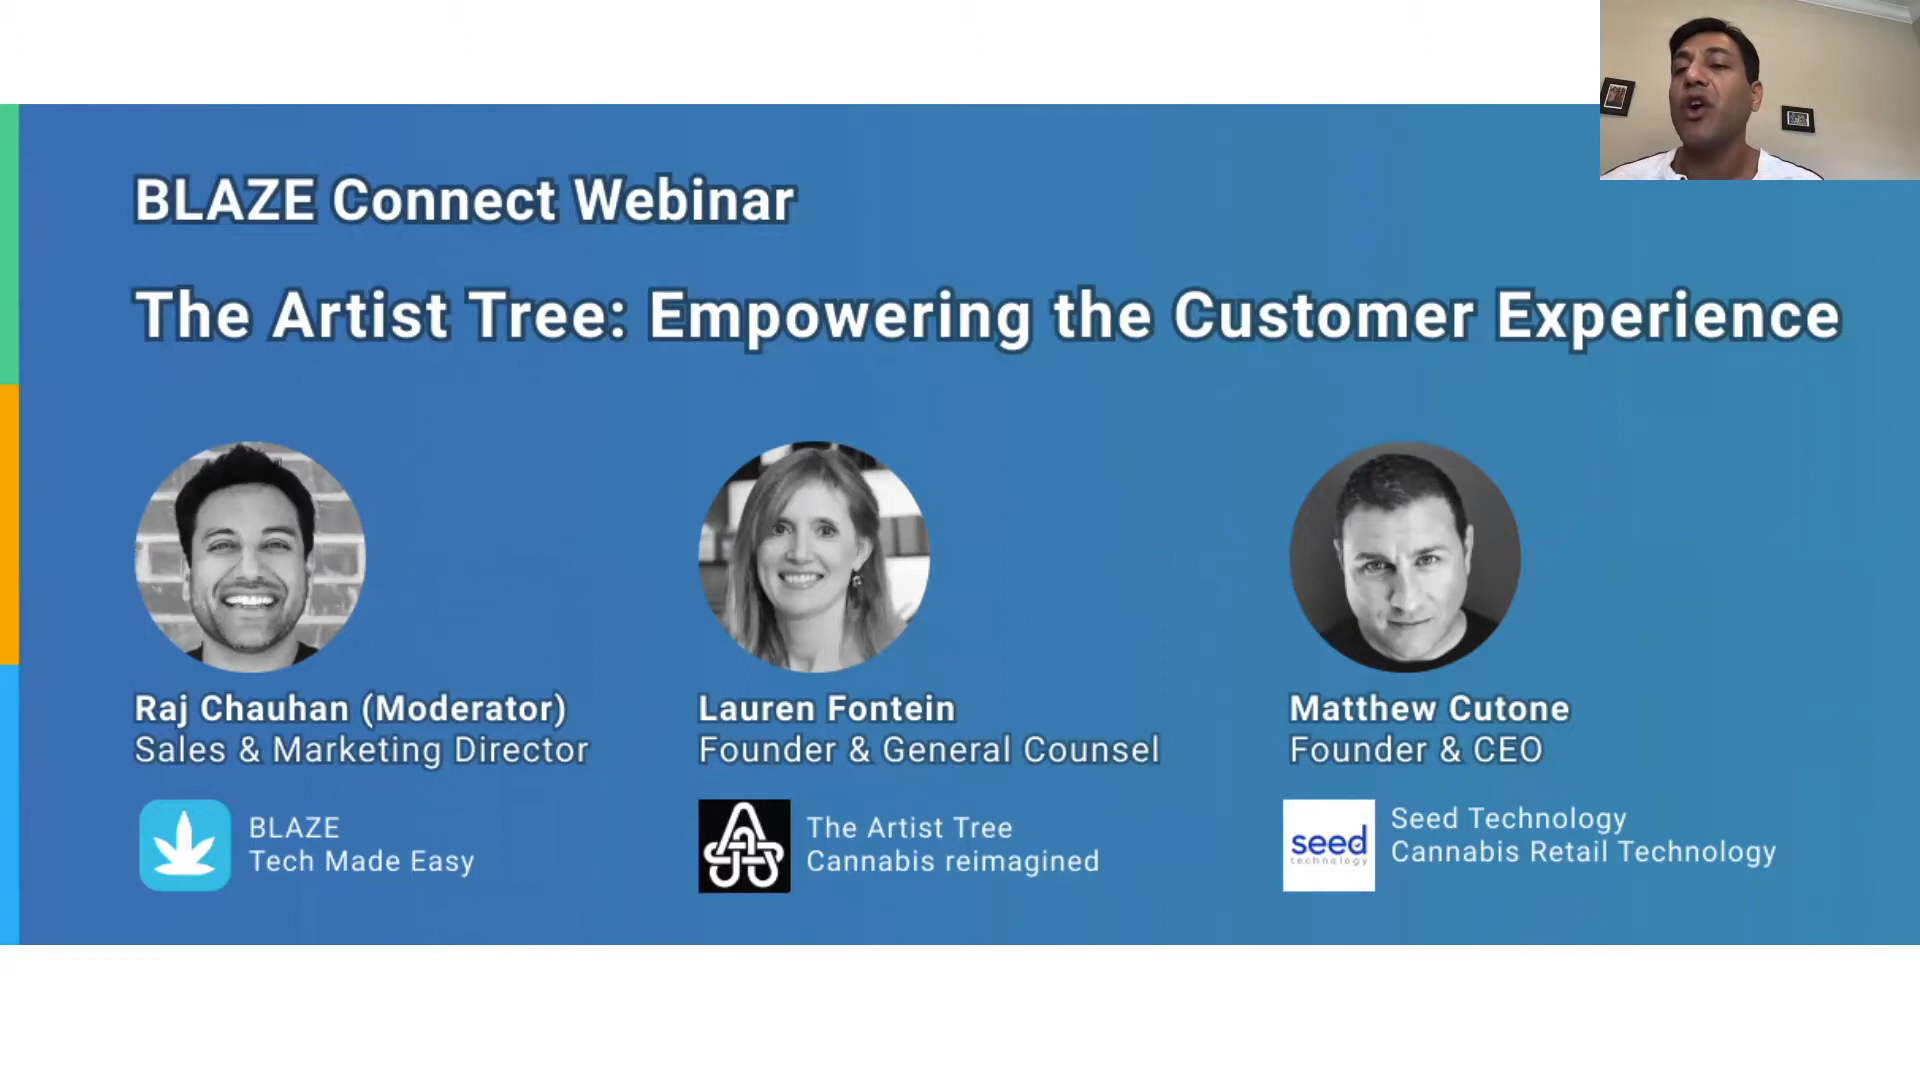 BLAZE Connect Webinar
The Artist Tree: Empowering the Customer Experience
Raj Chauhan (Moderator)
Sales & Marketing Director
BLAZE
Tech Made Easy
Lauren Fontein
Founder & General Counsel
The Artist Tree
Cannabis reimagined
Matthew Cutone
Founder & CEO
seed
technology
Seed Technology
Cannabis Retail Technology